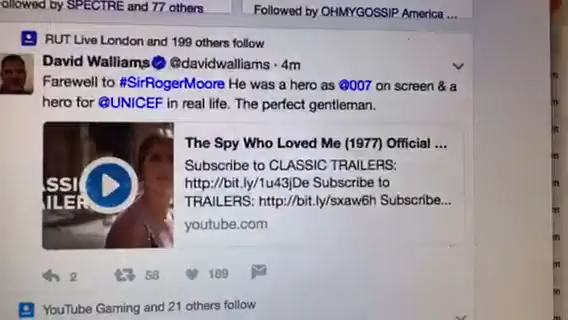 ollowed by SPECTRE and 77 others
Followed by OHMYGOSSIP America ...
RUT Live London and 199 others follow
David Walliams @davidwalliams · 4m
Farewell to #SirRogerMoore He was a hero as @007 on screen & a
hero for @UNICEF in real life. The perfect gentleman.
The Spy Who Loved Me (1977) Official ...
Subscribe to CLASSIC TRAILERS:
http://bit.ly/1u43jDe Subscribe to
TRAILERS: http://bit.ly/sxaw6h Subscribe...
youtube.com
SSI
ILER
2 58 189
YouTube Gaming and 21 others follow